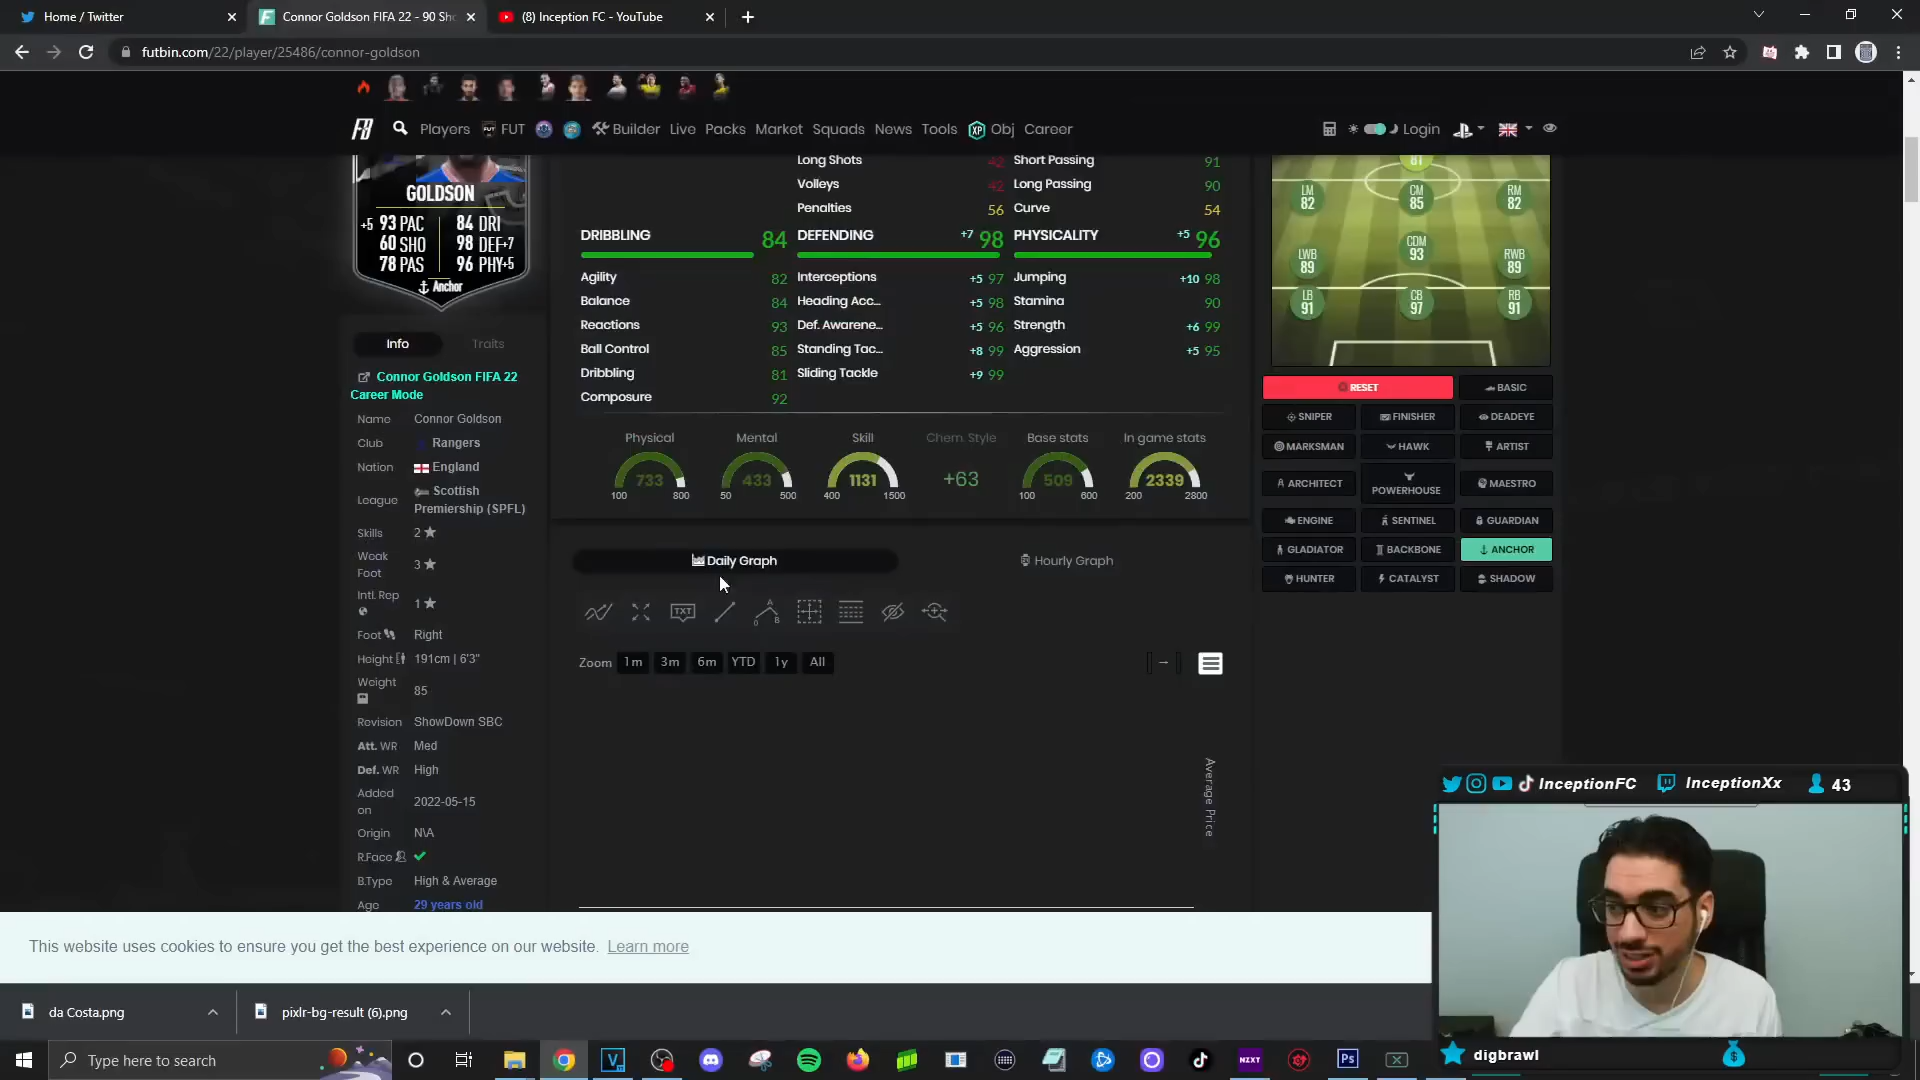 Home / Twitter
Connor Goldson FIFA 22 - 90 Sh
(8) Inception FC - YouTube
futbin.com/22/player/25486/connor-goldson
FB
Players
FUT
Builder
Live
Packs
Market
Squads
News
Tools
XP
Obj
Career
Login
GOLDSON
+5 93 PAC 84 DRI
60 SHO 98 DEF+7
78 PAS 96 PHY+5
Anchor
Long Shots 42
Volleys 42
Penalties 56
Short Passing 91
Long Passing 90
Curve 54
DRIBBLING 84
Agility 82
Balance 84
Reactions 93
Ball Control 85
Dribbling 81
Composure 92
DEFENDING +7 98
Interceptions +5 97
Heading Acc... +5 98
Def. Awarene... +5 96
Standing Tac... +8 99
Sliding Tackle +9 99
PHYSICALITY +5 96
Jumping +10 98
Stamina 90
Strength +6 99
Aggression +5 95
Physical Mental Skill Chem. Style Base stats In game stats
733 433 1131 +63 509 2339
100 800 50 500 400 1500 100 600 200 2800
Daily Graph
Hourly Graph
TXT
A
0 B
Zoom 1m 3m 6m YTD 1y All
→
Average Price
81
LM 82
CM 85
RM 82
LWB 89
CDM 93
RWB 89
LB 91
CB 97
RB 91
RESET
BASIC
SNIPER
FINISHER
DEADEYE
MARKSMAN
HAWK
ARTIST
ARCHITECT
POWERHOUSE
MAESTRO
ENGINE
SENTINEL
GUARDIAN
GLADIATOR
BACKBONE
ANCHOR
HUNTER
CATALYST
SHADOW
Info
Traits
Connor Goldson FIFA 22
Career Mode
Name Connor Goldson
Club Rangers
Nation England
League Scottish
Premiership (SPFL)
Skills 2
Weak
Foot 3
Intl. Rep 1
Foot Right
Height 191cm | 6'3"
Weight 85
Revision ShowDown SBC
Att. WR Med
Def. WR High
Added
on 2022-05-15
Origin N\A
R.Face
B.Type High & Average
Age 29 years old
This website uses cookies to ensure you get the best experience on our website. Learn more
InceptionFC
InceptionXx
43
digbrawl
da Costa.png
pixlr-bg-result (6).png
Type here to search
V
NZXT
Ps